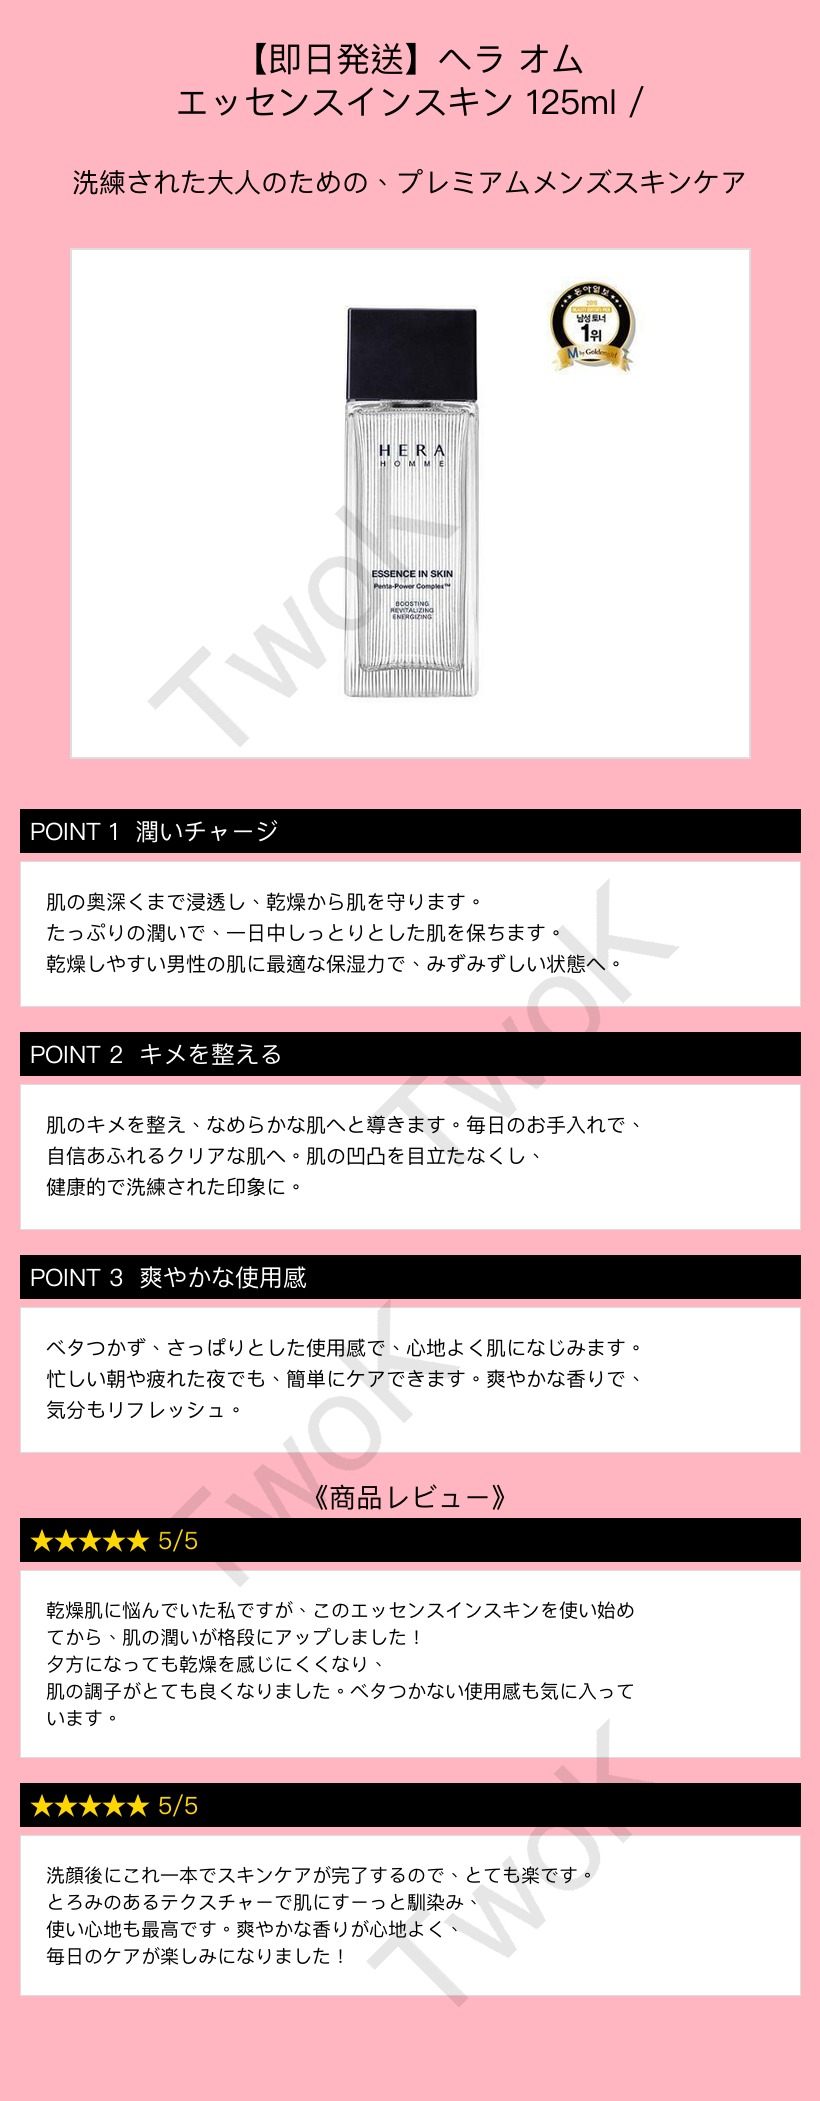 【即日発送】ヘラ オム
エッセンスインスキン 125ml /
洗練された大人のための、プレミアムメンズスキンケア
동아일보
2016
남성 토너
1위
M by Goldenegg
HERA
HOMME
ESSENCE IN SKIN
Penta-Power Complex™
BOOSTING
REVITALIZING
ENERGIZING
TwoK
POINT 1 潤いチャージ
肌の奥深くまで浸透し、乾燥から肌を守ります。
たっぷりの潤いで、一日中しっとりとした肌を保ちます。
乾燥しやすい男性の肌に最適な保湿力で、みずみずしい状態へ。
TwoK
POINT 2 キメを整える
肌のキメを整え、なめらかな肌へと導きます。毎日のお手入れで、
自信あふれるクリアな肌へ。肌の凹凸を目立たなくし、
健康的で洗練された印象に。
POINT 3 爽やかな使用感
ベタつかず、さっぱりとした使用感で、心地よく肌になじみます。
忙しい朝や疲れた夜でも、簡単にケアできます。爽やかな香りで、
気分もリフレッシュ。
TwoK
《商品レビュー》
★★★★★ 5/5
乾燥肌に悩んでいた私ですが、このエッセンスインスキンを使い始め
てから、肌の潤いが格段にアップしました！
夕方になっても乾燥を感じにくくなり、
肌の調子がとても良くなりました。ベタつかない使用感も気に入って
います。
★★★★★ 5/5
洗顔後にこれ一本でスキンケアが完了するので、とても楽です。
とろみのあるテクスチャーで肌にすーっと馴染み、
使い心地も最高です。爽やかな香りが心地よく、
毎日のケアが楽しみになりました！
TwoK